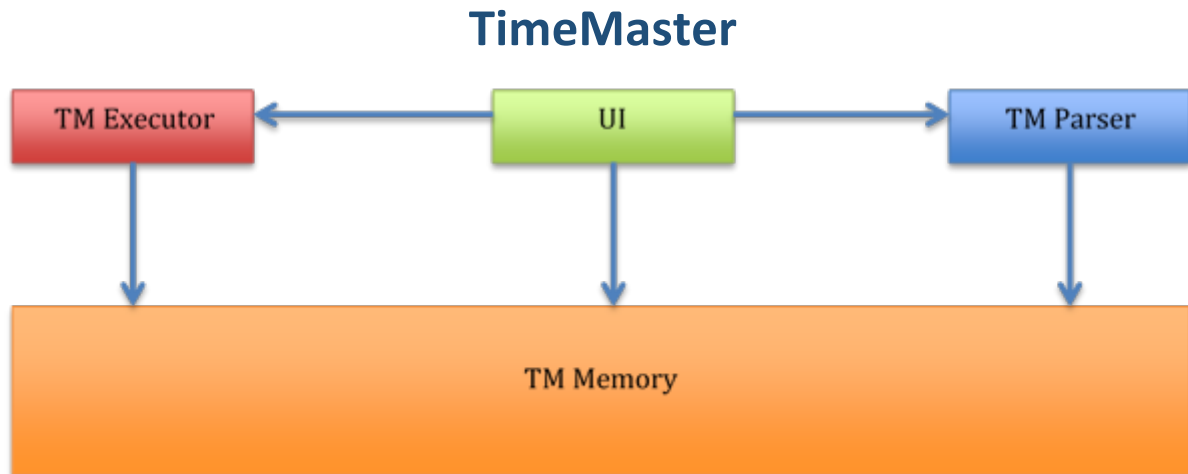 TimeMaster
TM Executor
UI
TM Parser
TM Memory